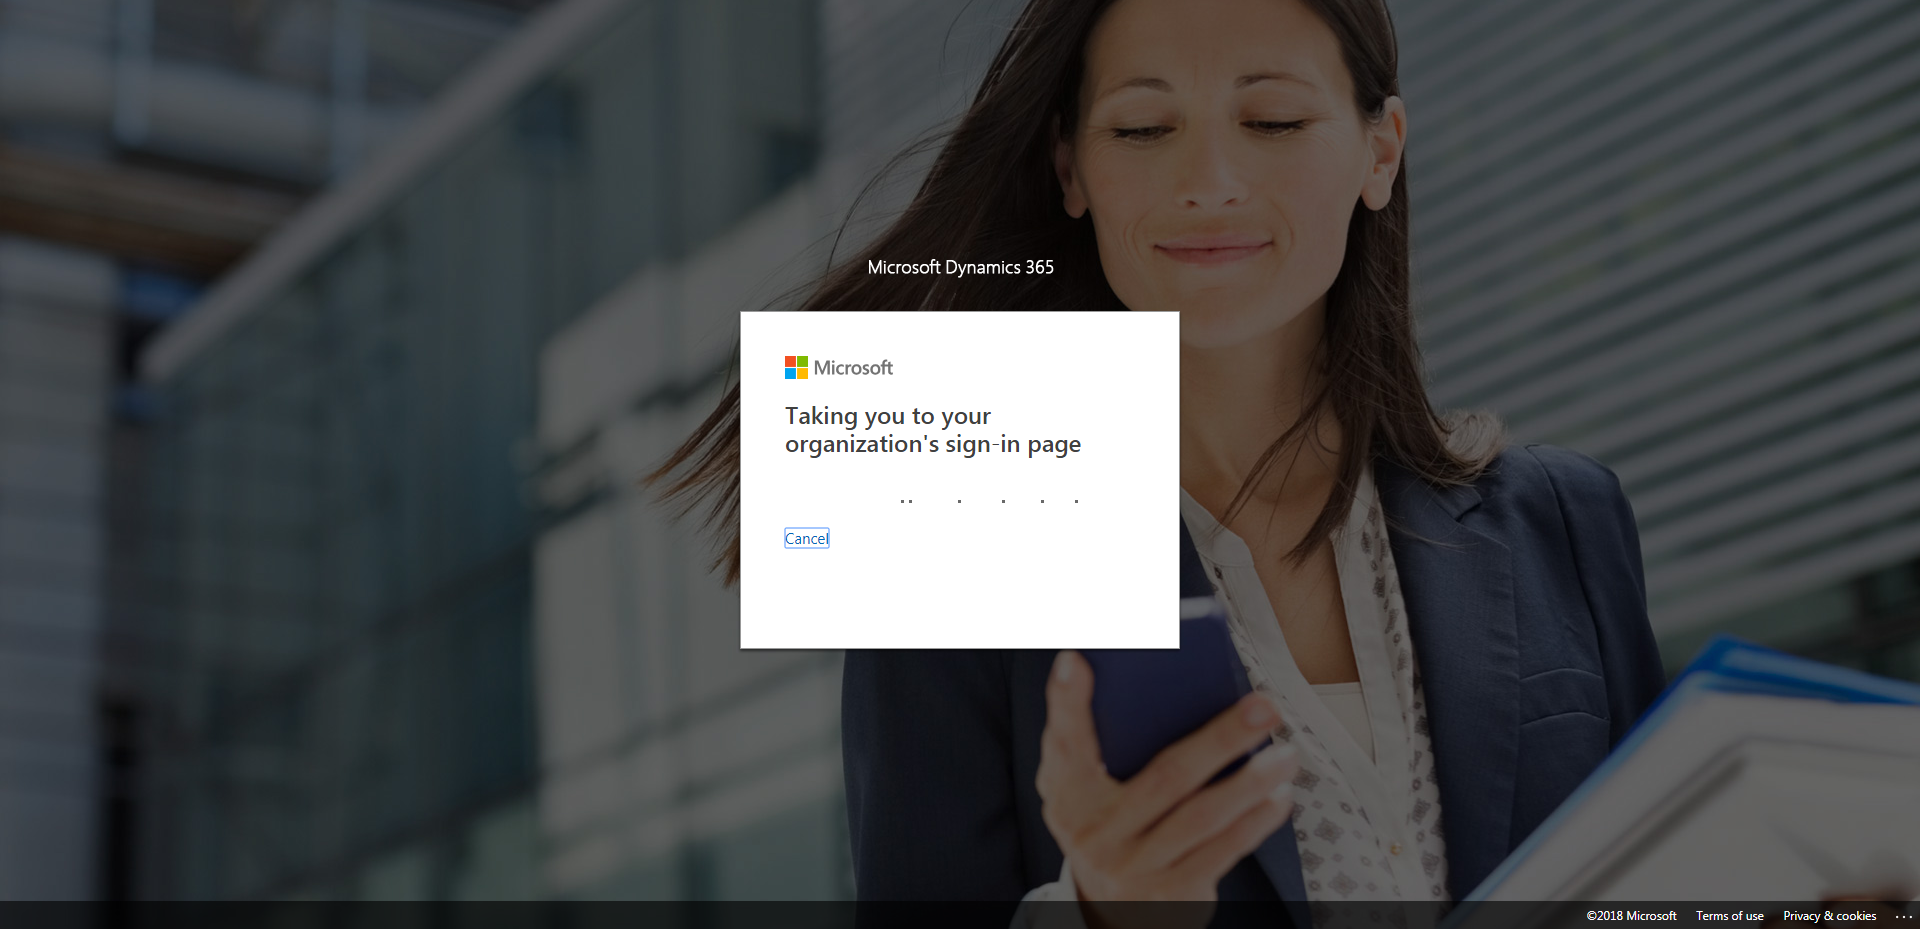 Microsoft Dynamics 365
Microsoft
Taking you to your
organization's sign-in page
Cancel
©2018 Microsoft Terms of use Privacy & cookies ...